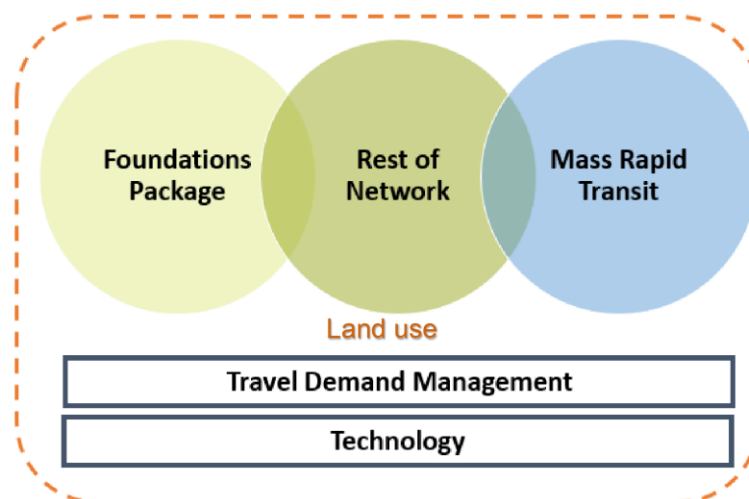 Foundations
Package
Rest of
Network
Mass Rapid
Transit
Land use
Travel Demand Management
Technology